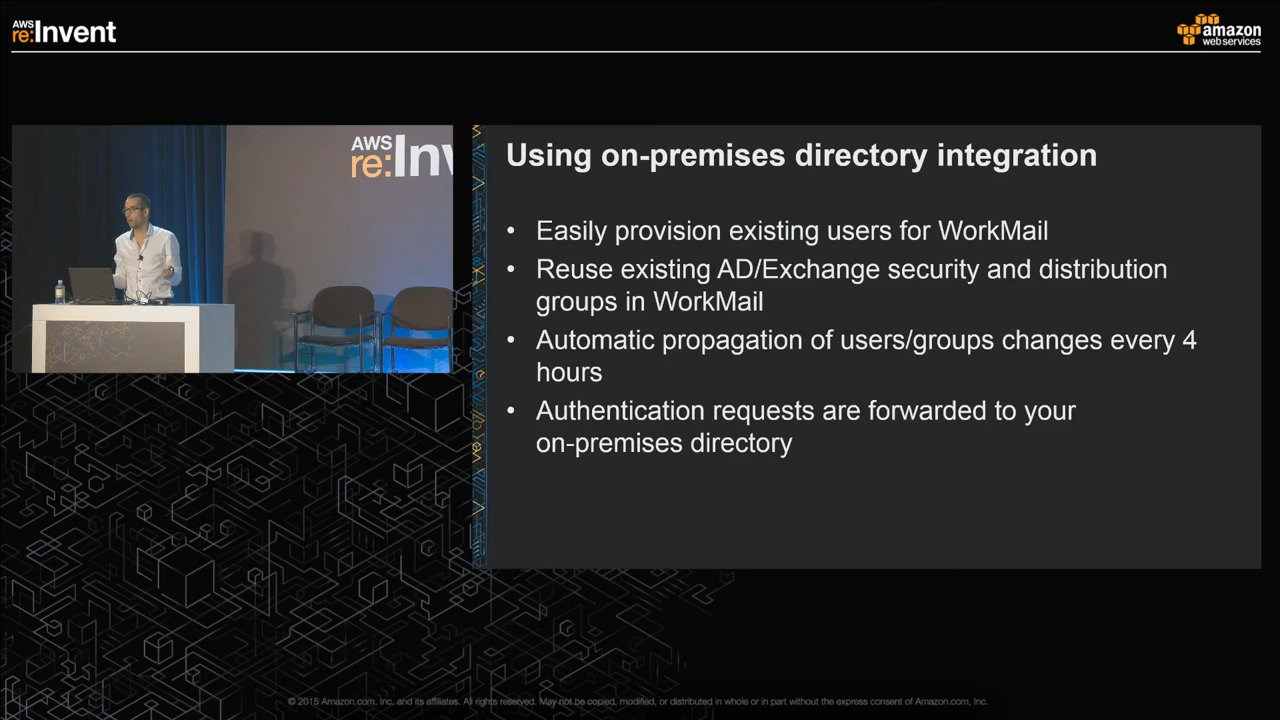 AWS
re:Invent
amazon
webservices
AWS
re:Inv
Using on-premises directory integration
• Easily provision existing users for WorkMail
• Reuse existing AD/Exchange security and distribution
groups in WorkMail
• Automatic propagation of users/groups changes every 4
hours
• Authentication requests are forwarded to your
on-premises directory
© 2015 Amazon.com, Inc, and its affiliates. All rights reserved. May not be copied, modified, or distributed in whole or in part without the express consent of Amazon.com, Inc.